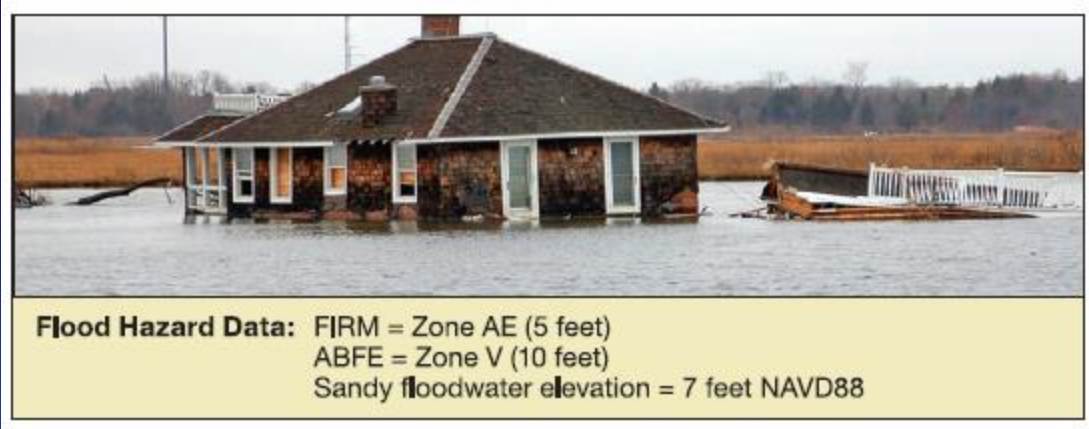 Flood Hazard Data: FIRM = Zone AE (5 feet)
ABFE = Zone V (10 feet)
Sandy floodwater elevation = 7 feet NAVD88